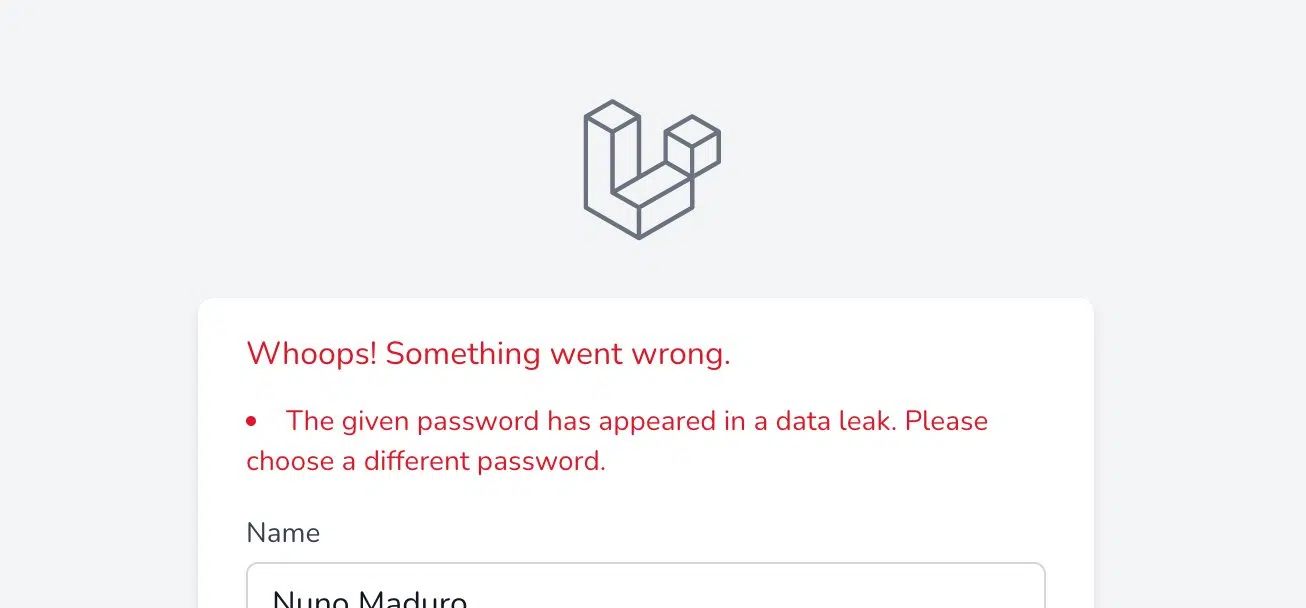 Whoops! Something went wrong.
• The given password has appeared in a data leak. Please
choose a different password.
Name
Nuno Maduro